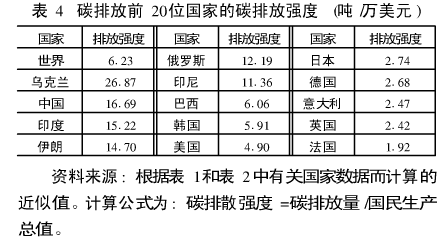 表 4 碳排放前 20位国家的碳排放强度 (吨 /万美元 )
国家 排放强度 国家 排放强度 国家 排放强度
世界 6.23 俄罗斯 12.19 日本 2.74
乌克兰 26.87 印尼 11.36 德国 2.68
中国 16.69 巴西 6.06 意大利 2.47
印度 15.22 韩国 5.91 英国 2.42
伊朗 14.70 美国 4.90 法国 1.92
资料来源：根据表 1和表 2中有关国家数据而计算的
近似值。计算公式为：碳排散强度 =碳排放量 /国民生产
总值。